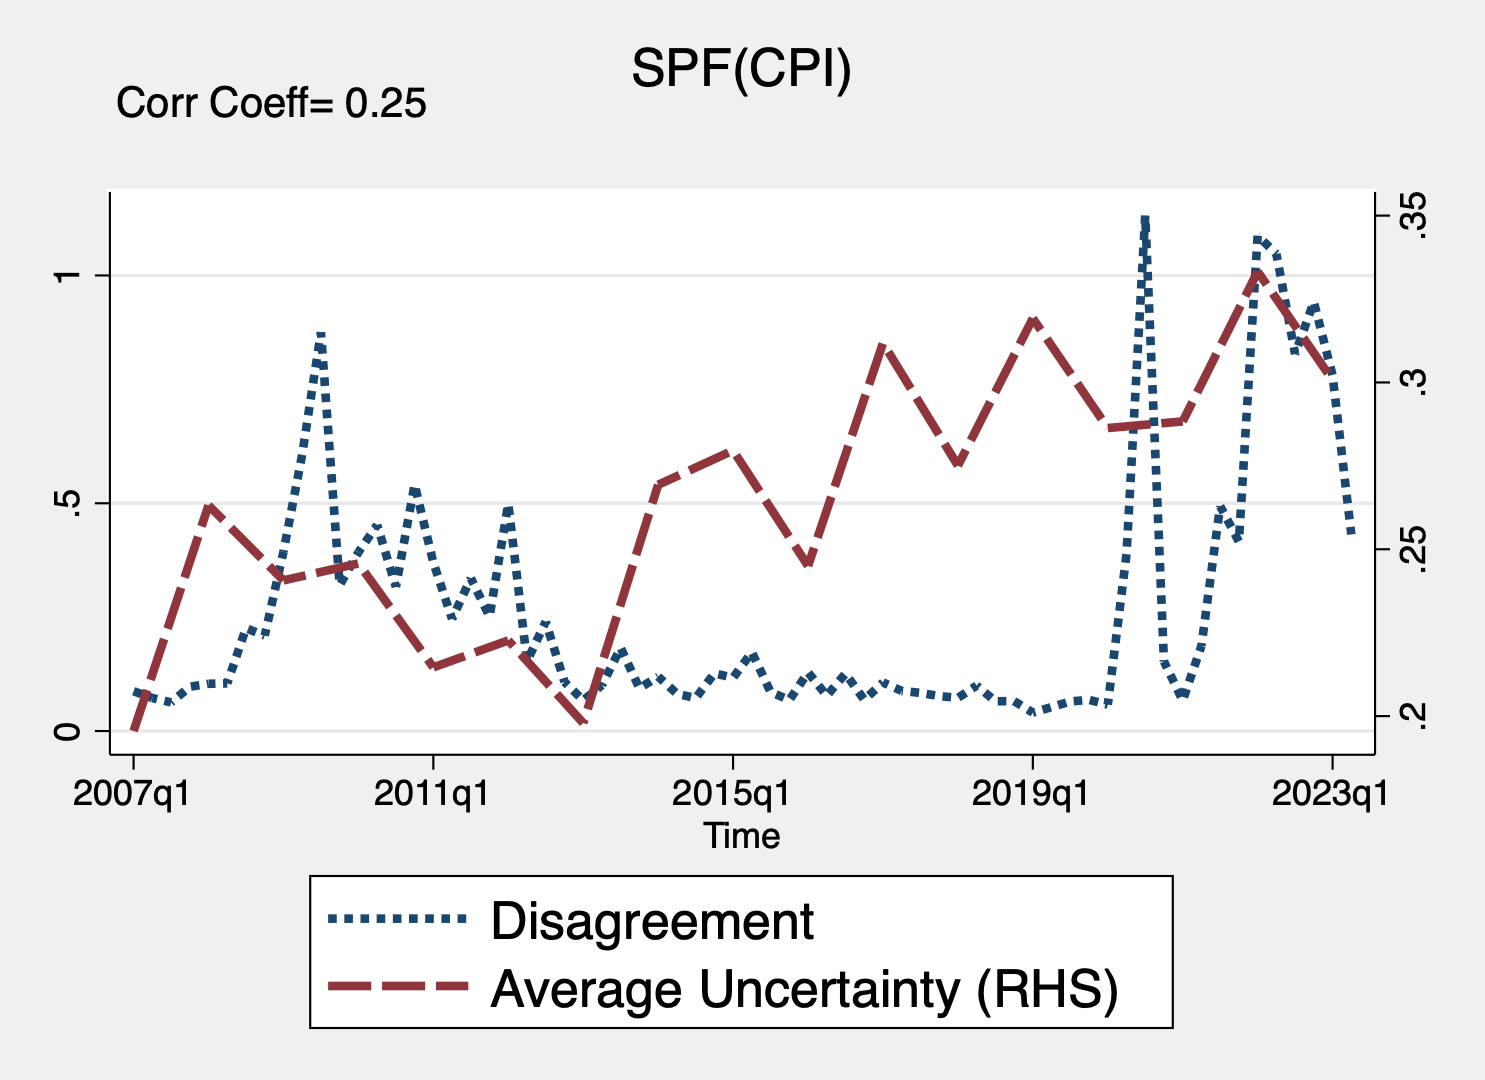 SPF(CPI)
Corr Coeff= 0.25
1
.5
0
.35
.3
.25
.2
2007q1 2011q1 2015q1 2019q1 2023q1
Time
Disagreement
Average Uncertainty (RHS)